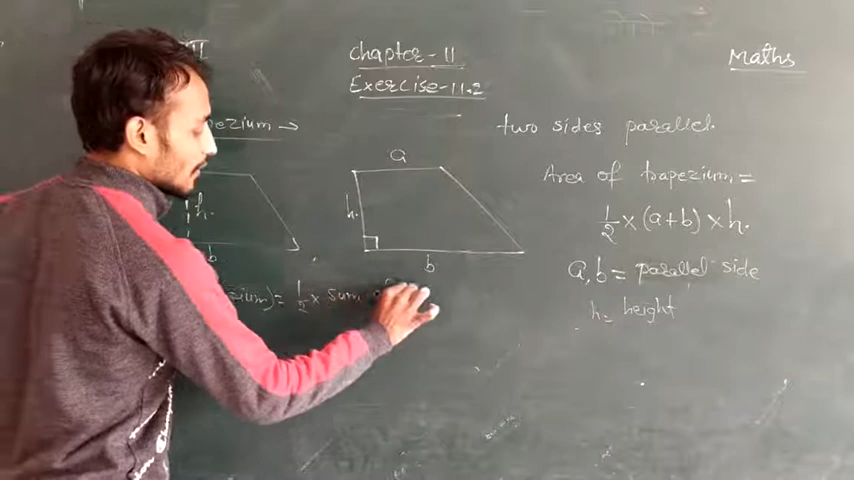 Chapter-11
Maths
Exercise-11.2
two sides parallel.
a
Area of trapezium =
h.
h.
1/2 × (a+b) × h.
b
b
a, b = parallel side
= 1/2 × sum
h = height